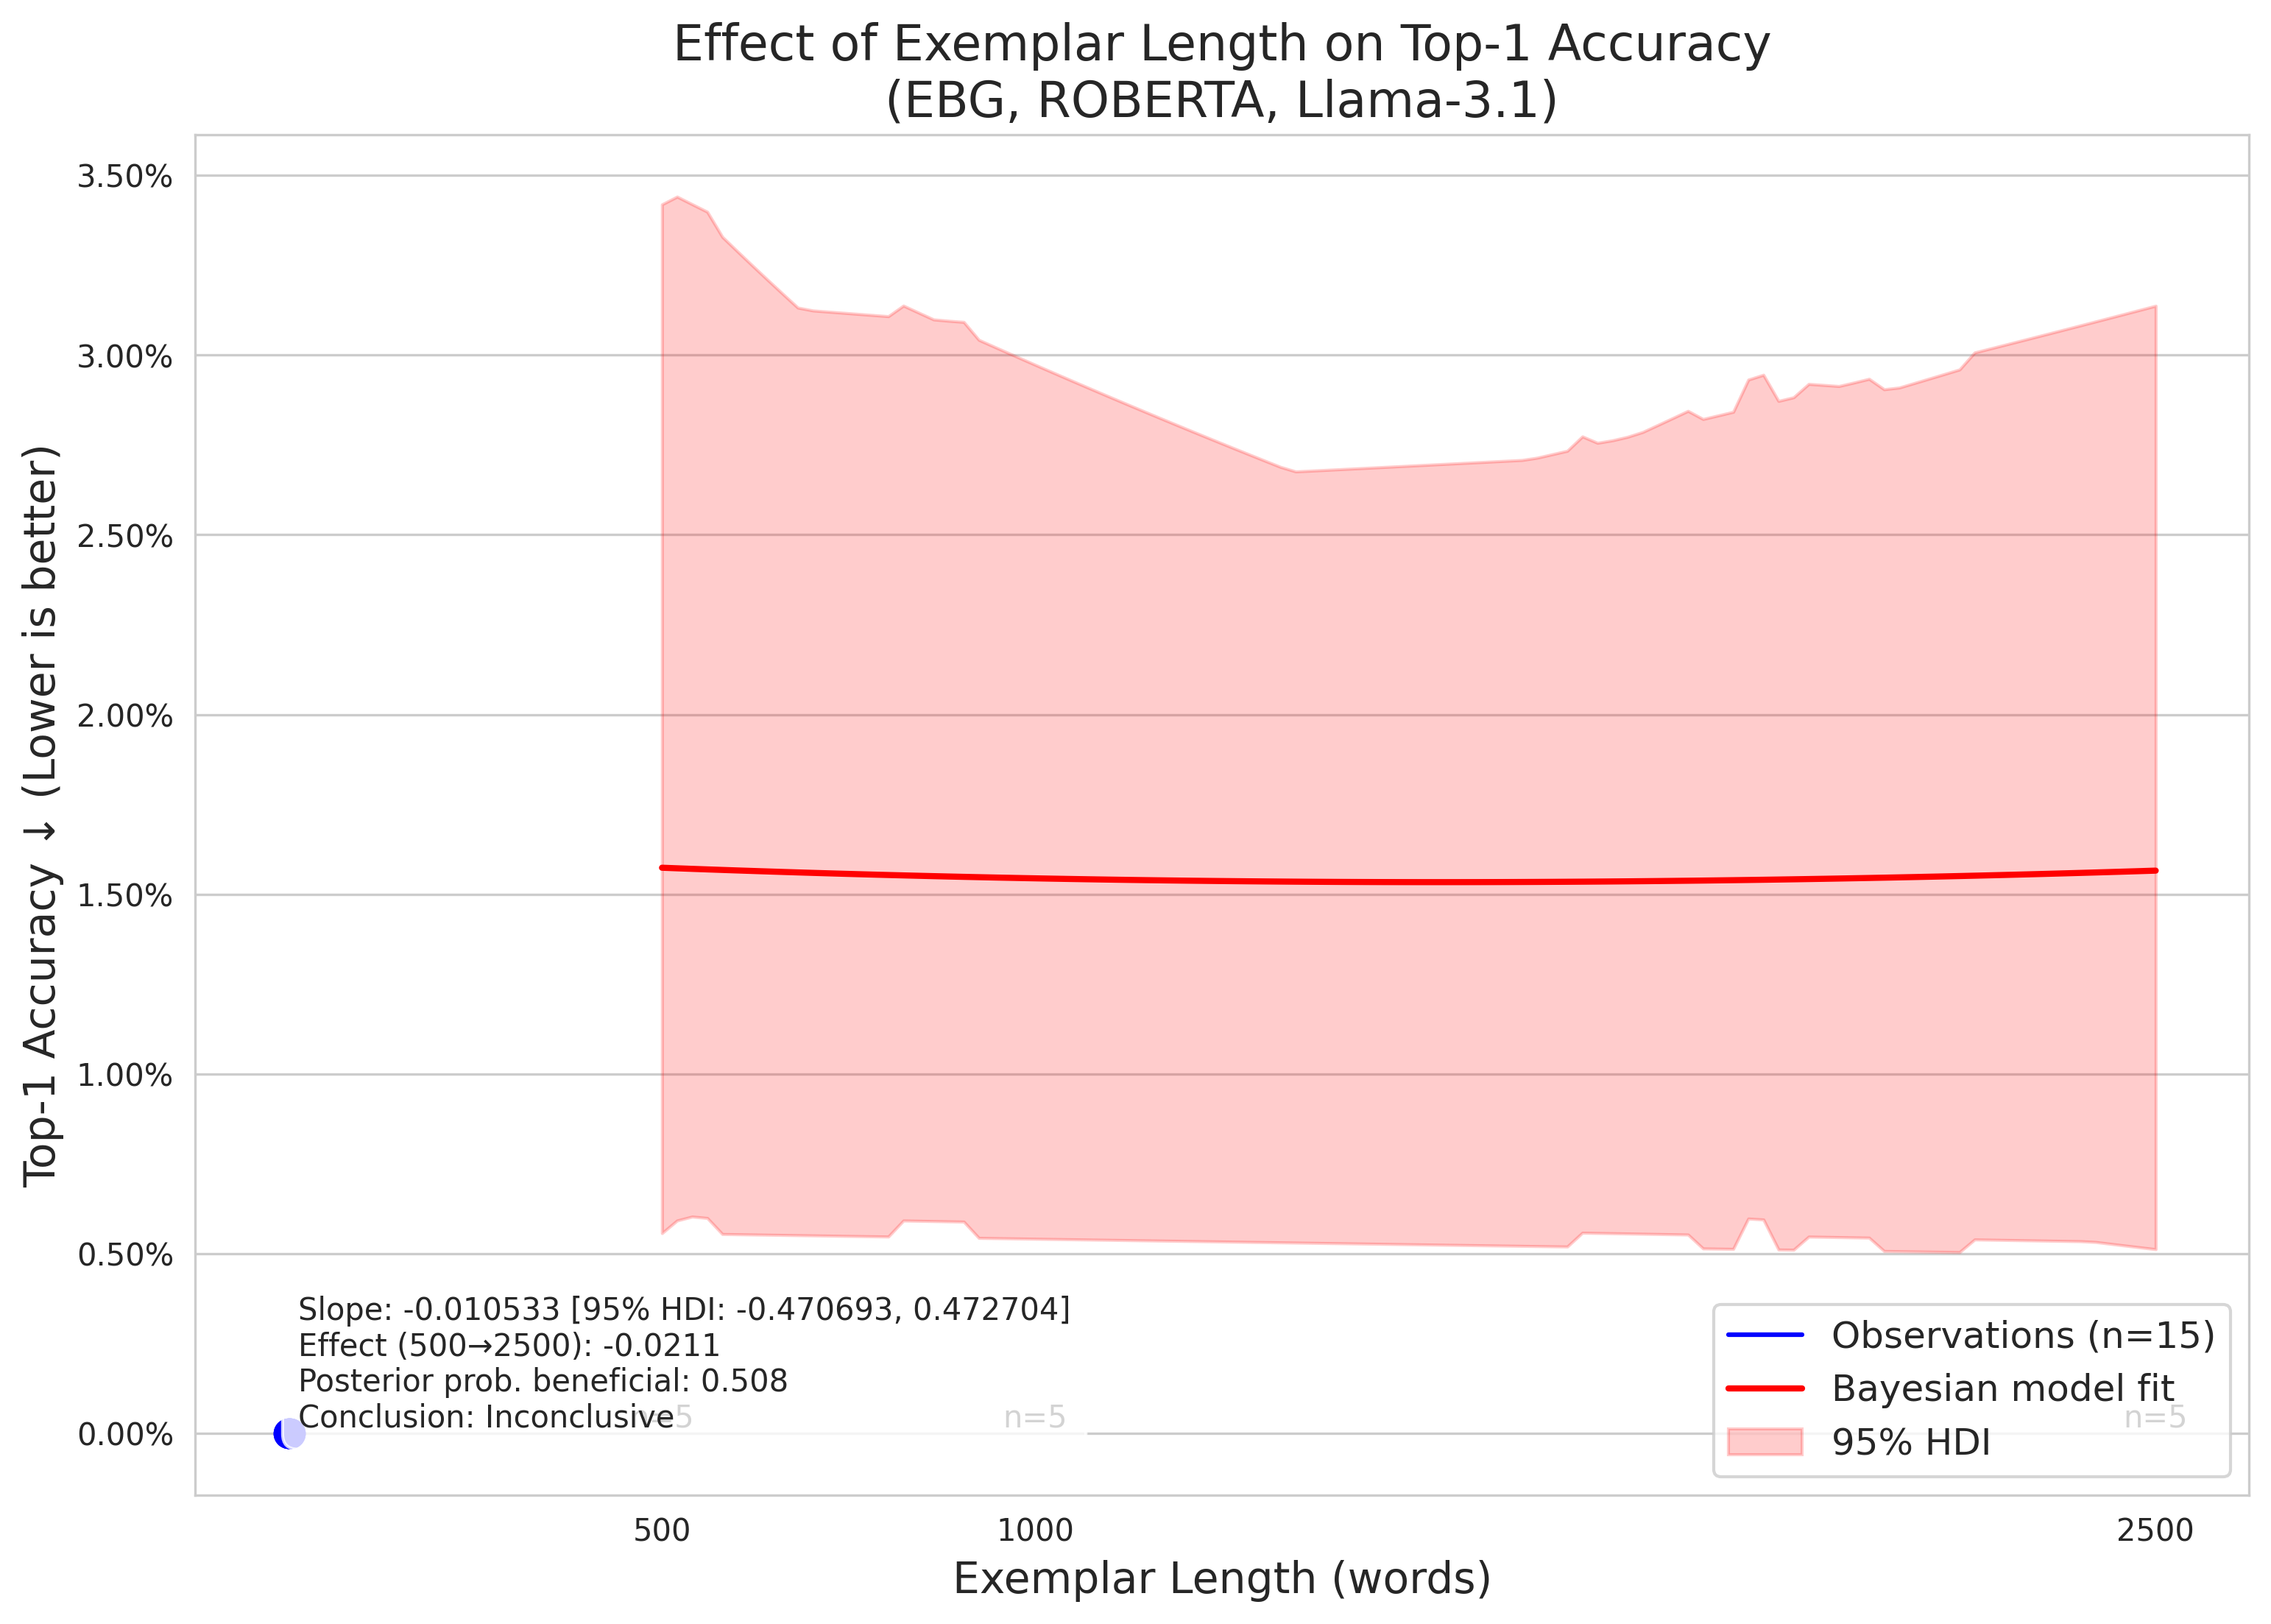 Effect of Exemplar Length on Top-1 Accuracy
(EBG, ROBERTA, Llama-3.1)
Top-1 Accuracy ↓ (Lower is better)
3.50%
3.00%
2.50%
2.00%
1.50%
1.00%
0.50%
0.00%
Slope: -0.010533 [95% HDI: -0.470693, 0.472704]
Effect (500→2500): -0.0211
Posterior prob. beneficial: 0.508
Conclusion: Inconclusive
n=5
n=5
n=5
Observations (n=15)
Bayesian model fit
95% HDI
500
1000
2500
Exemplar Length (words)